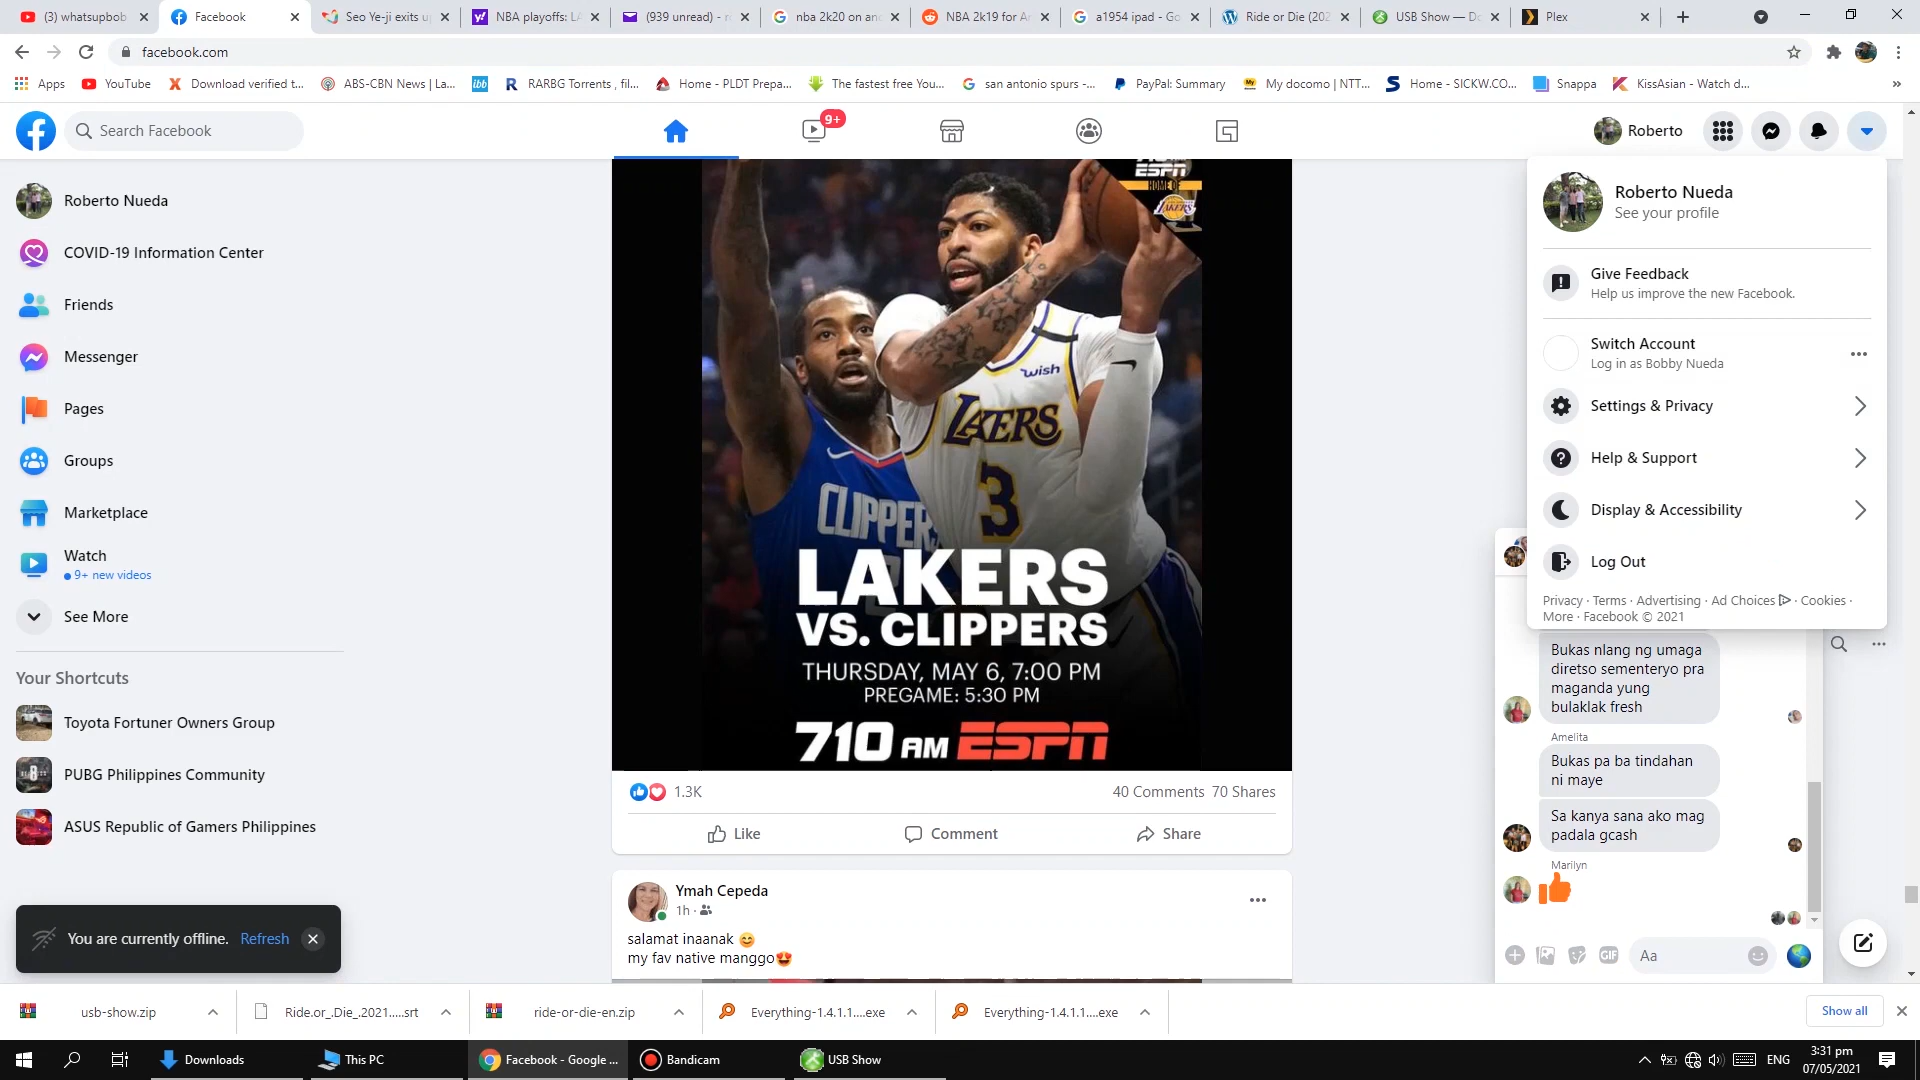 (3) whatsupbob
Facebook
Seo Ye-ji exits u
NBA playoffs: LA
(939 unread) - n
nba 2k20 on and
NBA 2k19 for A
a1954 ipad - Go
Ride or Die (202
USB Show — Do
Plex
facebook.com
Apps
YouTube
Download verified t...
ABS-CBN News | La...
ibb
RARBG Torrents , fil...
Home - PLDT Prepa...
The fastest free You...
san antonio spurs -...
PayPal: Summary
My docomo | NTT...
Home - SICKW.CO...
Snappa
KissAsian - Watch d...
Search Facebook
9+
Roberto
Roberto Nueda
COVID-19 Information Center
Friends
Messenger
Pages
Groups
Marketplace
Watch
9+ new videos
See More
Your Shortcuts
Toyota Fortuner Owners Group
PUBG Philippines Community
ASUS Republic of Gamers Philippines
You are currently offline. Refresh
ESPN
HOME OF
LAKERS
wish
LAKERS
3
CLIPPERS
LAKERS
VS. CLIPPERS
THURSDAY, MAY 6, 7:00 PM
PREGAME: 5:30 PM
710 AM ESPN
1.3K
40 Comments 70 Shares
Like
Comment
Share
Ymah Cepeda
1h ·
salamat inaanak 😊
my fav native manggo😍
Roberto Nueda
See your profile
Give Feedback
Help us improve the new Facebook.
Switch Account
Log in as Bobby Nueda
Settings & Privacy
Help & Support
Display & Accessibility
Log Out
Privacy · Terms · Advertising · Ad Choices · Cookies ·
More · Facebook © 2021
Bukas nlang ng umaga
diretso sementeryo pra
maganda yung
bulaklak fresh
Amelita
Bukas pa ba tindahan
ni maye
Sa kanya sana ako mag
padala gcash
Marilyn
GIF
Aa
usb-show.zip
Ride.or_.Die_.2021.....srt
ride-or-die-en.zip
Everything-1.4.1.1....exe
Everything-1.4.1.1....exe
Show all
Downloads
This PC
Facebook - Google ...
Bandicam
USB Show
ENG
3:31 pm
07/05/2021